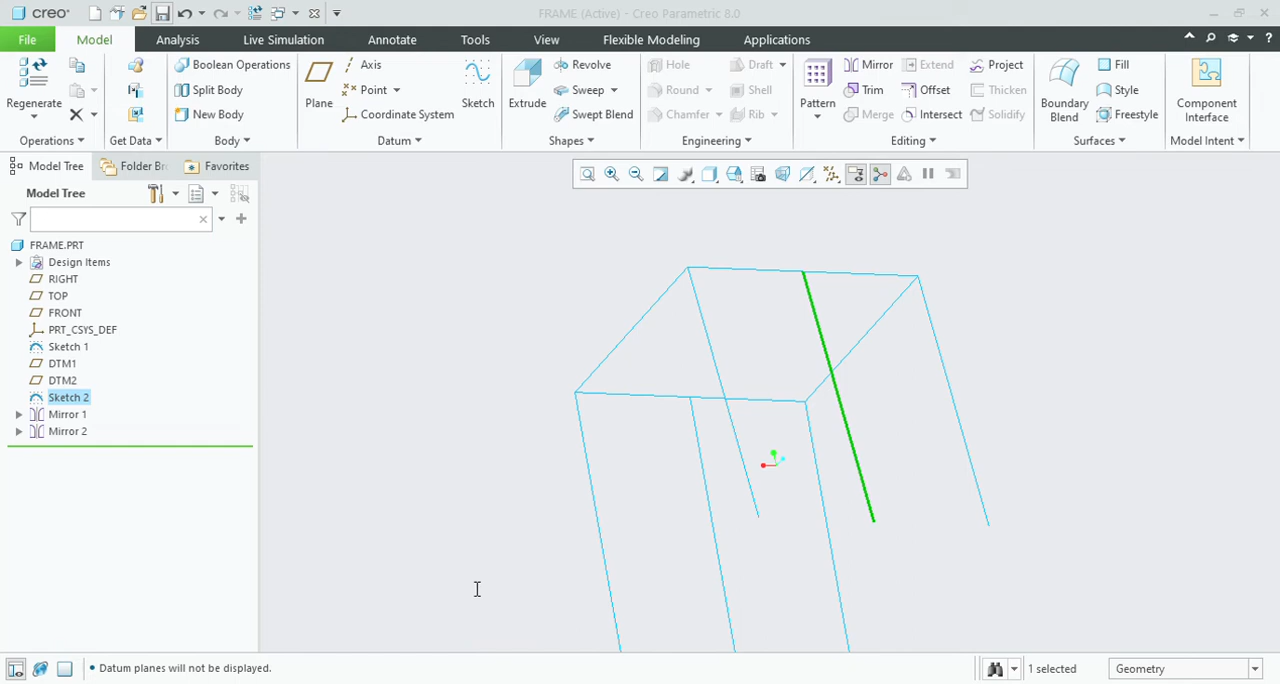 creo®
FRAME (Active) - Creo Parametric 8.0
File Model Analysis Live Simulation Annotate Tools View Flexible Modeling Applications
Regenerate
Operations
Get Data
Boolean Operations
Split Body
New Body
Body
Plane
Axis
Point
Coordinate System
Sketch
Datum
Extrude
Revolve
Sweep
Swept Blend
Shapes
Hole Draft
Round Shell
Chamfer Rib
Engineering
Pattern
Mirror Extend Project
Trim Offset Thicken
Merge Intersect Solidify
Editing
Boundary Blend
Fill
Style
Freestyle
Surfaces
Component Interface
Model Intent
Model Tree Folder Br Favorites
Model Tree
FRAME.PRT
Design Items
RIGHT
TOP
FRONT
PRT_CSYS_DEF
Sketch 1
DTM1
DTM2
Sketch 2
Mirror 1
Mirror 2
• Datum planes will not be displayed.
1 selected
Geometry